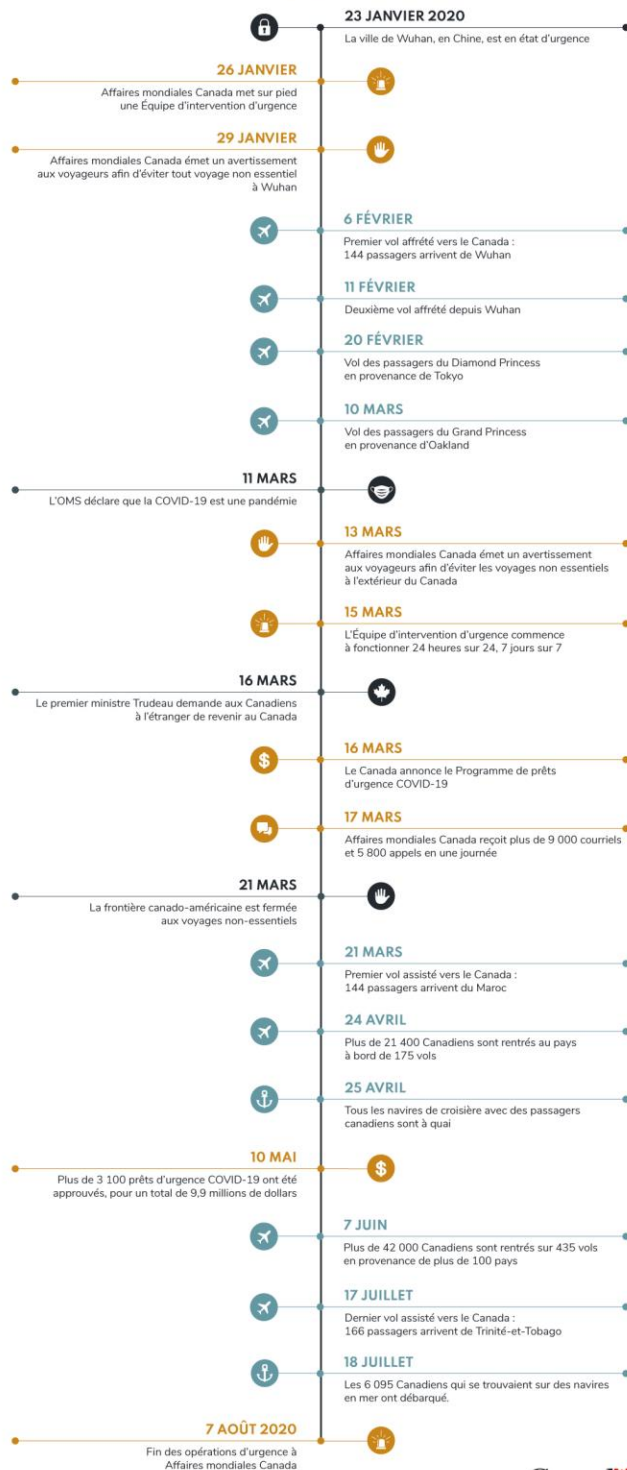 23 JANVIER 2020
La ville de Wuhan, en Chine, est en état d'urgence
26 JANVIER
Affaires mondiales Canada met sur pied
une Équipe d'intervention d'urgence
29 JANVIER
Affaires mondiales Canada émet un avertissement
aux voyageurs afin d'éviter tout voyage non essentiel
à Wuhan
6 FÉVRIER
Premier vol affrété vers le Canada :
144 passagers arrivent de Wuhan
11 FÉVRIER
Deuxième vol affrété depuis Wuhan
20 FÉVRIER
Vol des passagers du Diamond Princess
en provenance de Tokyo
10 MARS
Vol des passagers du Grand Princess
en provenance d'Oakland
11 MARS
L'OMS déclare que la COVID-19 est une pandémie
13 MARS
Affaires mondiales Canada émet un avertissement
aux voyageurs afin d'éviter les voyages non essentiels
à l'extérieur du Canada
15 MARS
L'Équipe d'intervention d'urgence commence
à fonctionner 24 heures sur 24, 7 jours sur 7
16 MARS
Le premier ministre Trudeau demande aux Canadiens
à l'étranger de revenir au Canada
16 MARS
$
Le Canada annonce le Programme de prêts
d'urgence COVID-19
17 MARS
Affaires mondiales Canada reçoit plus de 9 000 courriels
et 5 800 appels en une journée
21 MARS
La frontière canado-américaine est fermée
aux voyages non-essentiels
21 MARS
Premier vol assisté vers le Canada :
144 passagers arrivent du Maroc
24 AVRIL
Plus de 21 400 Canadiens sont rentrés au pays
à bord de 175 vols
25 AVRIL
Tous les navires de croisière avec des passagers
canadiens sont à quai
10 MAI
$
Plus de 3 100 prêts d'urgence COVID-19 ont été
approuvés, pour un total de 9,9 millions de dollars
7 JUIN
Plus de 42 000 Canadiens sont rentrés sur 435 vols
en provenance de plus de 100 pays
17 JUILLET
Dernier vol assisté vers le Canada :
166 passagers arrivent de Trinité-et-Tobago
18 JUILLET
Les 6 095 Canadiens qui se trouvaient sur des navires
en mer ont débarqué.
7 AOÛT 2020
Fin des opérations d'urgence à
Affaires mondiales Canada